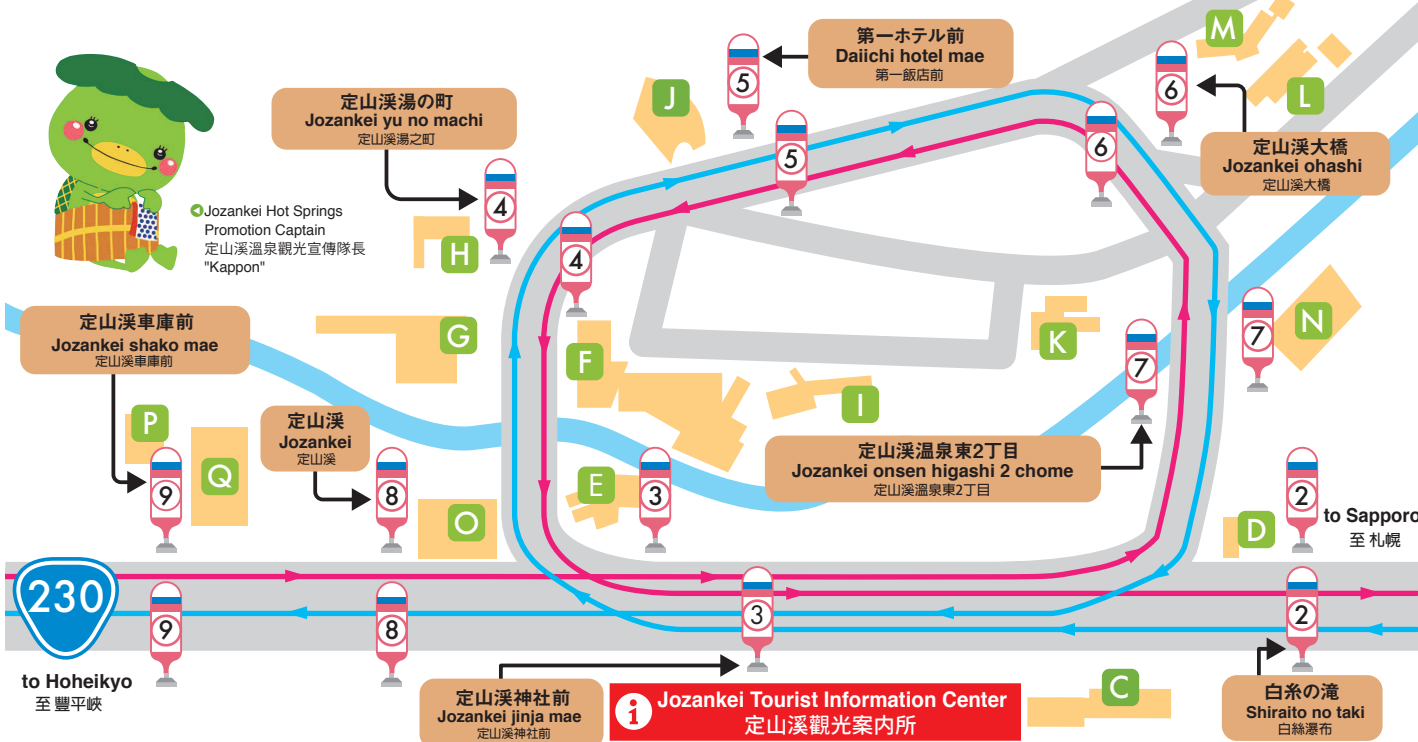 第一ホテル前
Daiichi hotel mae
第一飯店前
5
5
J
M
6
L
6
定山渓大橋
Jozankei ohashi
定山溪大橋
定山渓湯の町
Jozankei yu no machi
定山溪湯之町
4
H
4
Jozankei Hot Springs
Promotion Captain
定山溪溫泉觀光宣傳隊長
"Kappon"
定山渓車庫前
Jozankei shako mae
定山溪車庫前
G
F
K
I
7
7
N
P
9
Q
定山渓
Jozankei
定山溪
8
O
E
3
定山渓温泉東2丁目
Jozankei onsen higashi 2 chome
定山溪溫泉東2丁目
D
2
to Sapporo
至 札幌
230
9
8
3
2
to Hoheikyo
至 豐平峽
定山渓神社前
Jozankei jinja mae
定山溪神社前
i
Jozankei Tourist Information Center
定山溪觀光案内所
C
白糸の滝
Shiraito no taki
白絲瀑布